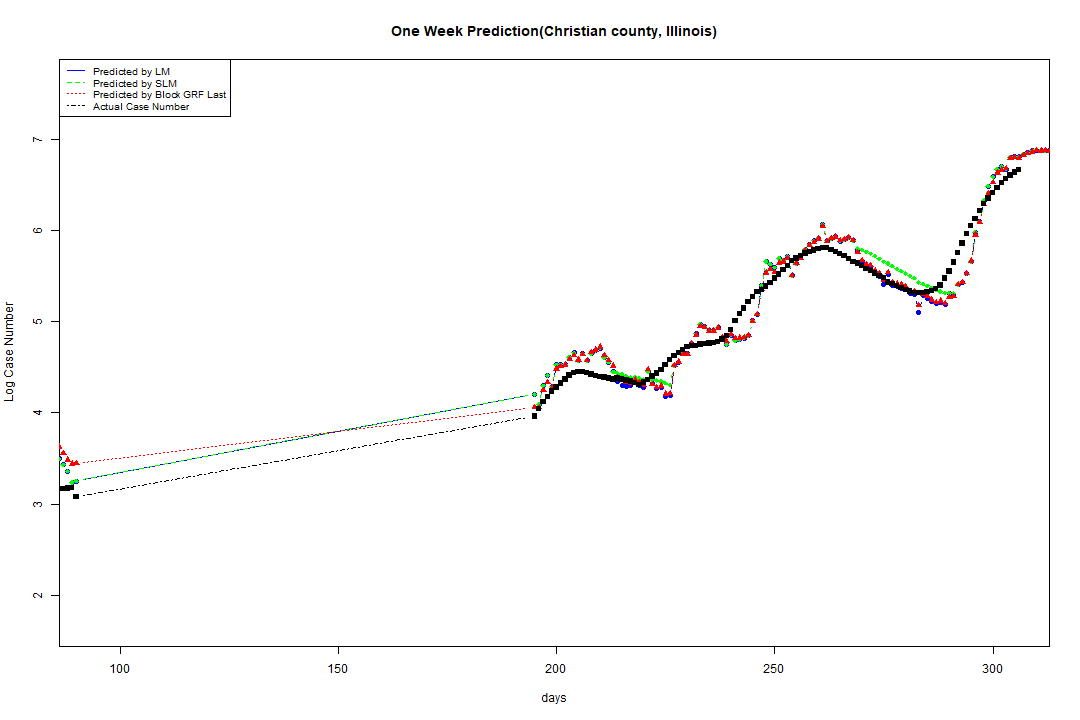 One Week Prediction(Christian county, Illinois)
Predicted by LM
Predicted by SLM
Predicted by Block GRF Last
Actual Case Number
7
6
5
4
3
2
Log Case Number
100 150 200 250 300
days